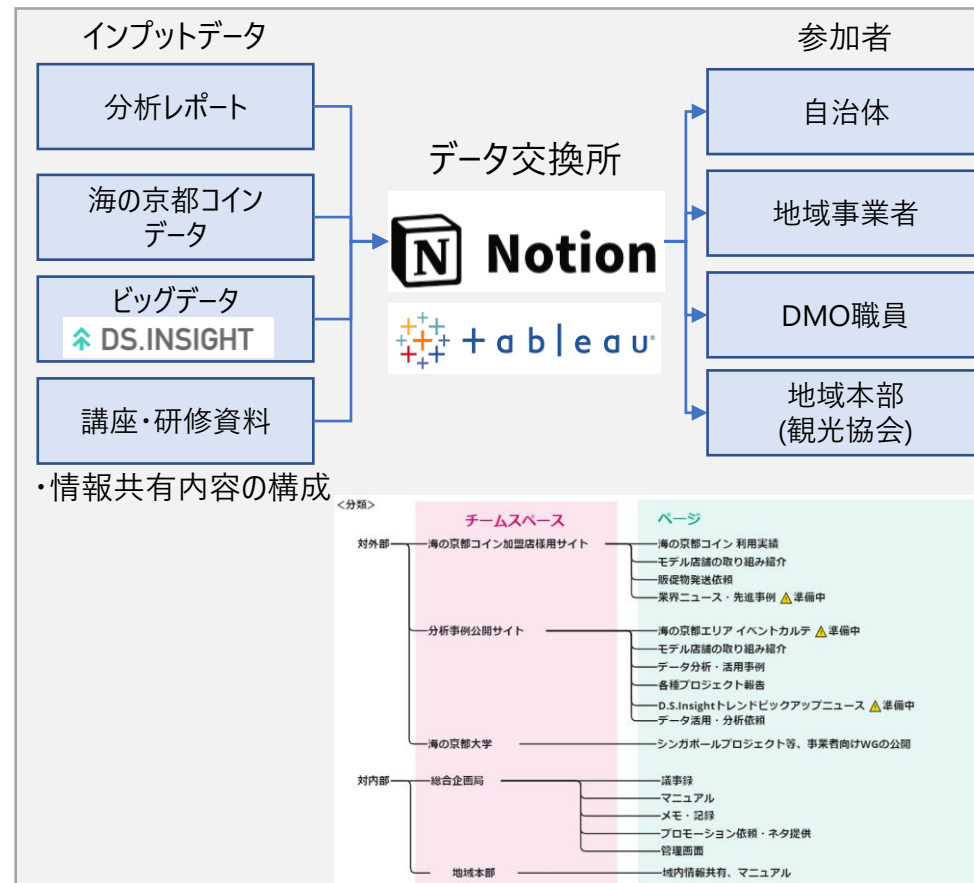 インプットデータ
分析レポート
海の京都コイン
データ
ビッグデータ
DS.INSIGHT
講座・研修資料
データ交換所
N Notion
+ableau
参加者
自治体
地域事業者
DMO職員
地域本部
(観光協会)
・情報共有内容の構成
<分類>
チームスペース
ページ
対外部
海の京都コイン加盟店様用サイト
海の京都コイン 利用実績
モデル店舗の取り組み紹介
販促物発送依頼
業界ニュース・先進事例 ⚠準備中
分析事例公開サイト
海の京都エリア イベントカルテ ⚠準備中
モデル店舗の取り組み紹介
データ分析・活用事例
各種プロジェクト報告
D.S.Insightトレンドピックアップニュース ⚠準備中
データ活用・分析依頼
海の京都大学
シンガポールプロジェクト等、事業者向けWGの公開
対内部
総合企画局
議事録
マニュアル
メモ・記録
プロモーション依頼・ネタ提供
管理画面
地域本部
域内情報共有、マニュアル